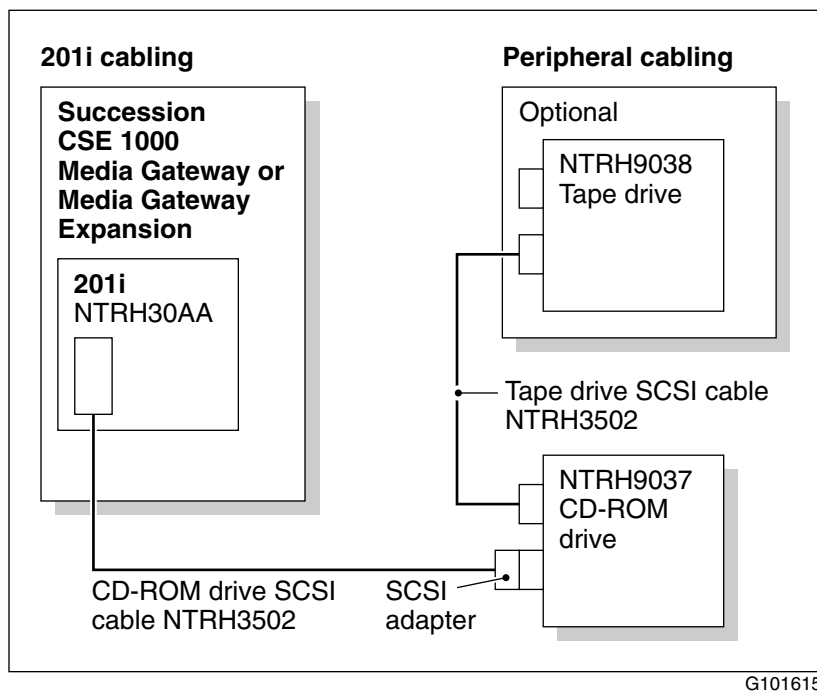 201i cabling
Succession
CSE 1000
Media Gateway or
Media Gateway
Expansion
201i
NTRH30AA
CD-ROM drive SCSI
cable NTRH3502
SCSI
adapter
Peripheral cabling
Optional
NTRH9038
Tape drive
Tape drive SCSI cable
NTRH3502
NTRH9037
CD-ROM
drive
G101615